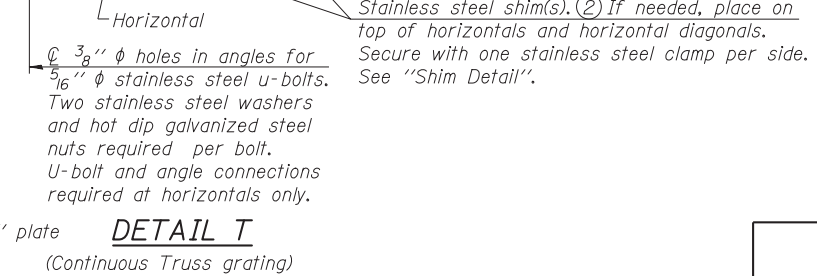 Horizontal
℄ 3/8'' ϕ holes in angles for
5/16'' ϕ stainless steel u-bolts.
Two stainless steel washers
and hot dip galvanized steel
nuts required per bolt.
U-bolt and angle connections
required at horizontals only.
Stainless steel shim(s). (2) If needed, place on
top of horizontals and horizontal diagonals.
Secure with one stainless steel clamp per side.
See ''Shim Detail''.
'' plate
DETAIL T
(Continuous Truss grating)